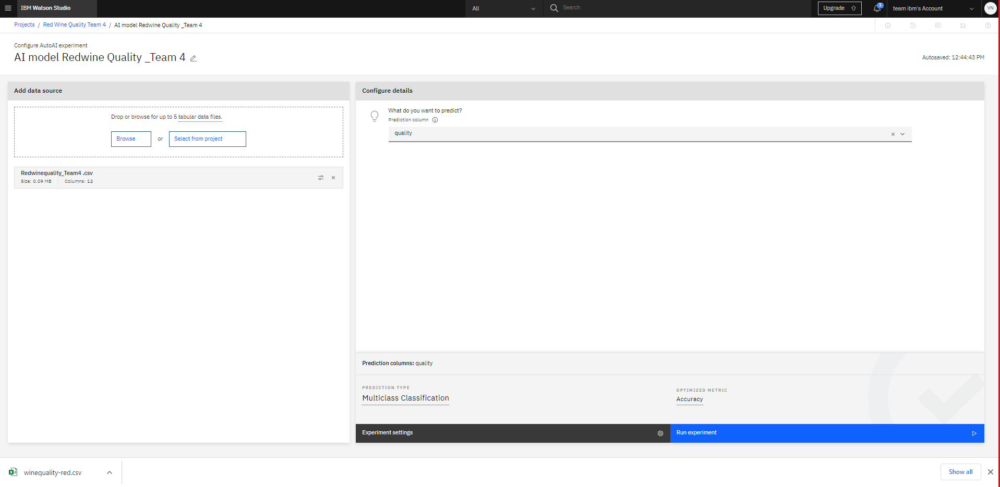 IBM Watson Studio
All
Search
Upgrade
1
team ibm's Account
VN
Projects / Red Wine Quality Team 4 / AI model Redwine Quality _Team 4
Configure AutoAI experiment
AI model Redwine Quality _Team 4
Autosaved: 12:44:43 PM
Add data source
Drop or browse for up to 5 tabular data files.
Browse or Select from project
Redwinequality_Team4 .csv
Size: 0.09 MB Columns: 12
Configure details
What do you want to predict?
Prediction column
quality
Prediction columns: quality
PREDICTION TYPE
Multiclass Classification
OPTIMIZED METRIC
Accuracy
Experiment settings
Run experiment
winequality-red.csv
Show all